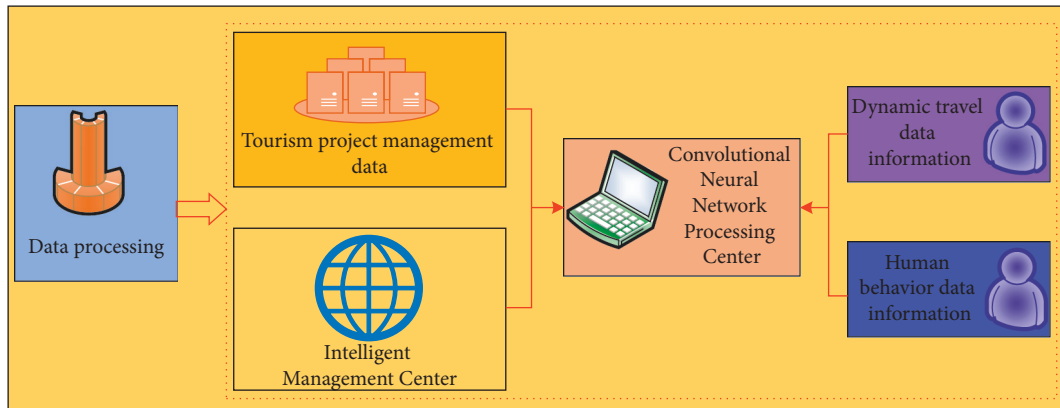 Data processing
Tourism project management
data
Intelligent
Management Center
Convolutional
Neural
Network
Processing
Center
Dynamic travel
data
information
Human
behavior data
information